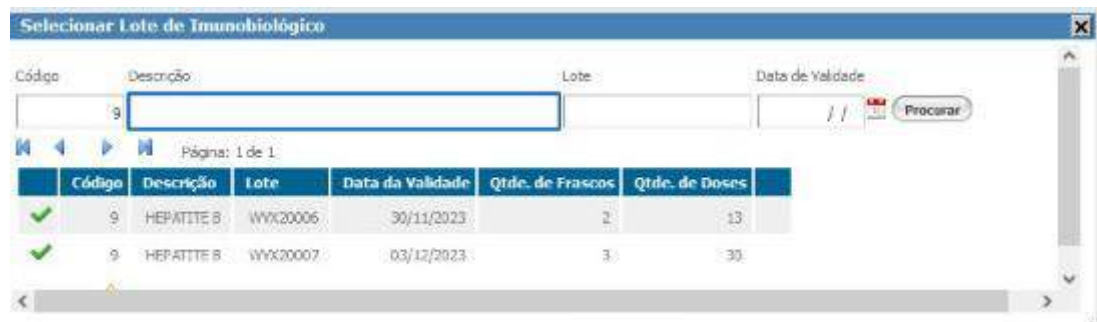 Selecionar Lote de Imunobiológico
Código Descrição Lote Data de Validade
9 / / Procurar
Página: 1 de 1
Código Descrição Lote Data da Validade Qtde. de Frascos Qtde. de Doses
9 HEPATITE B WVX20006 30/11/2023 2 13
9 HEPATITE B WVX20007 03/12/2023 3 30